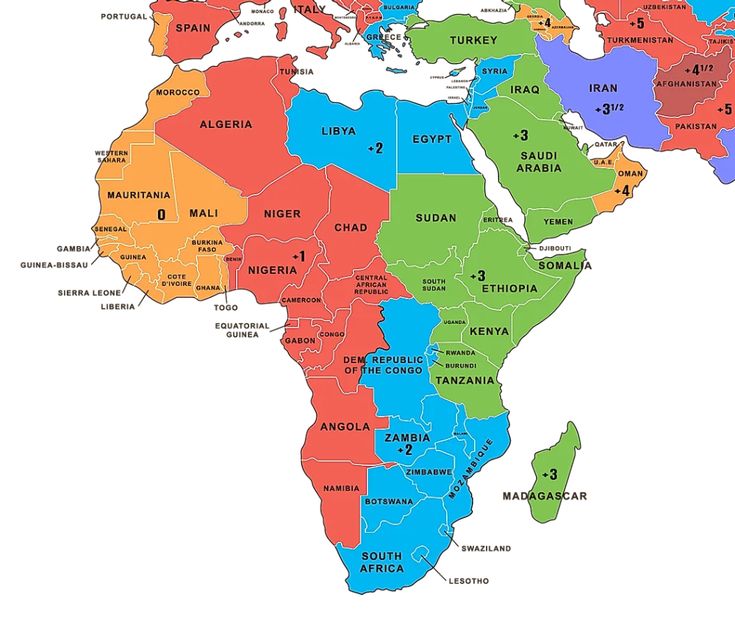 ITALY
MONACO
ANDORRA
PORTUGAL
SPAIN
ALBANIA
BULGARIA
GREECE
ABKHAZIA
GEORGIA
+4
TURKEY
UZBEKISTAN
+5
TURKMENISTAN
TAJIKIS
TUNISIA
CYPRUS
SYRIA
LEBANON
PALESTINE
ISRAEL
JORDAN
IRAQ
IRAN
+3 1/2
+4 1/2
AFGHANISTAN
+5
PAKISTAN
MOROCCO
ALGERIA
LIBYA
+2
EGYPT
KUWAIT
+3
SAUDI
ARABIA
QATAR
U.A.E.
OMAN
+4
WESTERN
SAHARA
MAURITANIA
0
MALI
NIGER
CHAD
SUDAN
ERITREA
YEMEN
SENEGAL
GAMBIA
GUINEA-BISSAU
GUINEA
BURKINA
FASO
BENIN
+1
NIGERIA
DJIBOUTI
SOMALIA
+3
ETHIOPIA
SOUTH
SUDAN
CENTRAL
AFRICAN
REPUBLIC
COTE
D'IVOIRE
GHANA
SIERRA LEONE
LIBERIA
TOGO
CAMEROON
EQUATORIAL
GUINEA
GABON
CONGO
UGANDA
KENYA
RWANDA
BURUNDI
DEM. REPUBLIC
OF THE CONGO
TANZANIA
ANGOLA
ZAMBIA
+2
MALAWI
MOZAMBIQUE
ZIMBABWE
NAMIBIA
BOTSWANA
+3
MADAGASCAR
SOUTH
AFRICA
SWAZILAND
LESOTHO